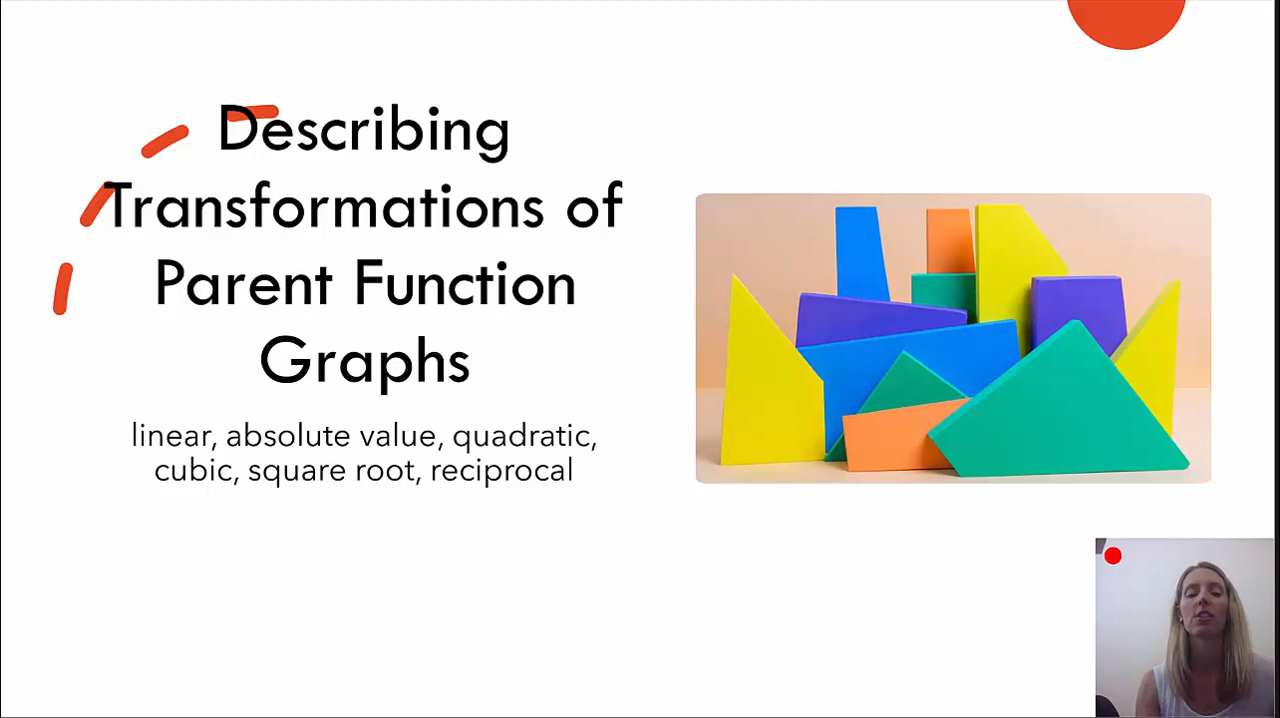 Describing
Transformations of
Parent Function
Graphs
linear, absolute value, quadratic,
cubic, square root, reciprocal